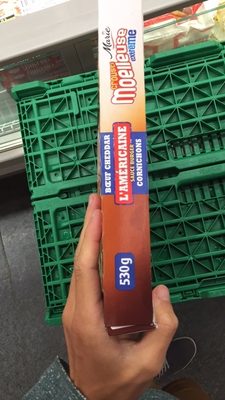 Marie
Croûte
Moelleuse
extrême
BŒUF CHEDDAR
L'AMÉRICAINE
SAUCE BURGER
CORNICHONS
530g